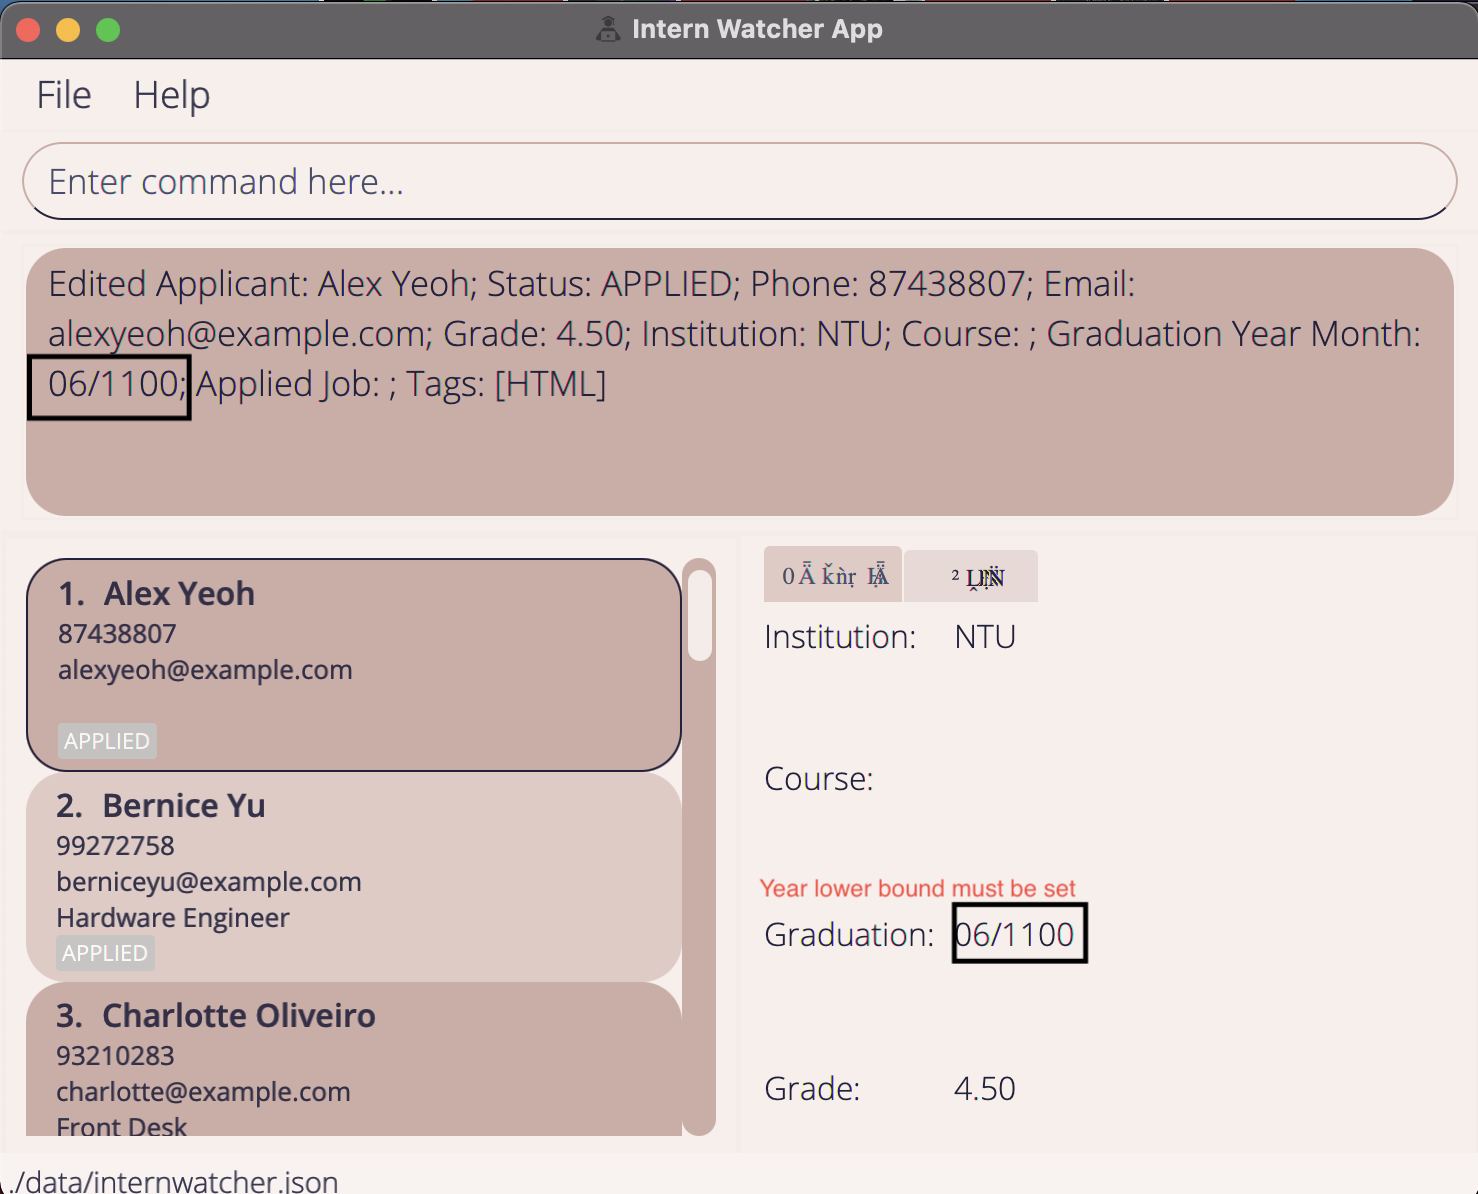 Intern Watcher App
File Help
Enter command here...
Edited Applicant: Alex Yeoh; Status: APPLIED; Phone: 87438807; Email:
alexyeoh@example.com; Grade: 4.50; Institution: NTU; Course: ; Graduation Year Month:
06/1100; Applied Job: ; Tags: [HTML]
1. Alex Yeoh
87438807
alexyeoh@example.com
APPLIED
2. Bernice Yu
99272758
berniceyu@example.com
Hardware Engineer
APPLIED
3. Charlotte Oliveiro
93210283
charlotte@example.com
Front Desk
Institution: NTU
Course:
Year lower bound must be set
Graduation: 06/1100
Grade: 4.50
./data/internwatcher.json